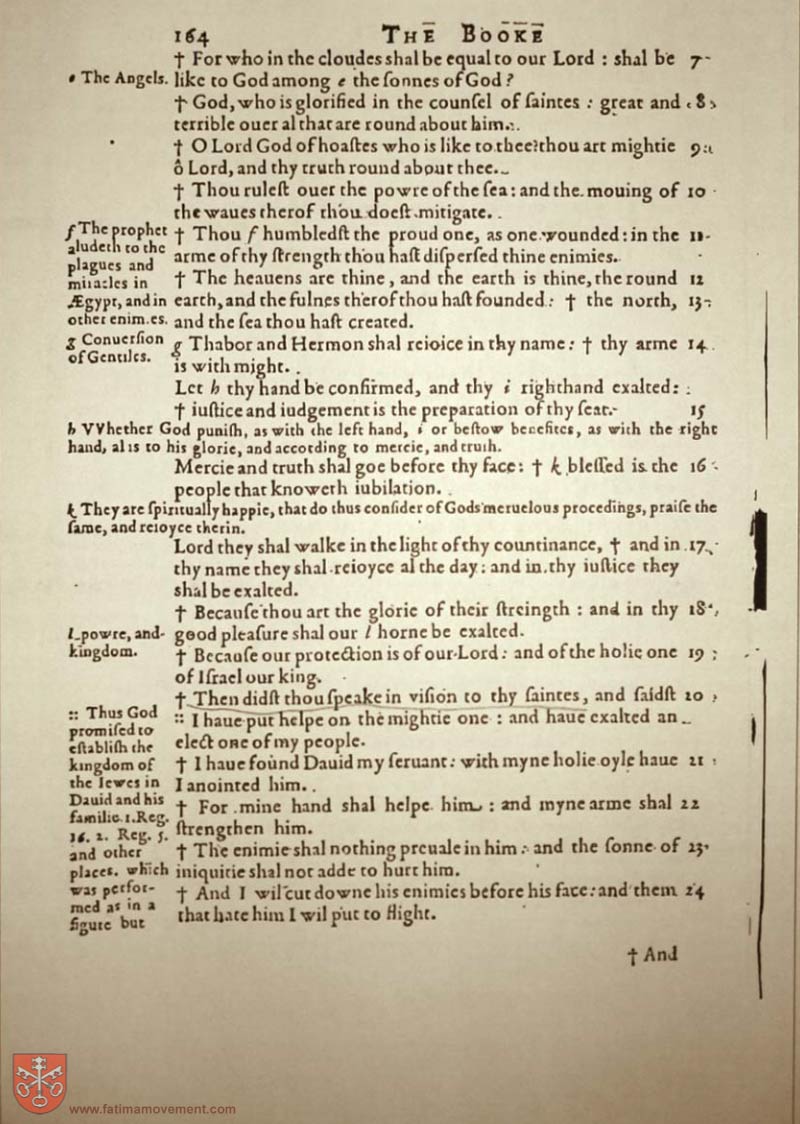 164 THE BOOKE
† For who in the cloudes shal be equal to our Lord : shal be 7
e The Angels. like to God among e the sonnes of God ?
† God, who is glorified in the counsel of saintes : great and 8
terrible ouer al that are round about him.
† O Lord God of hoastes who is like to thee? thou art mightie 9
ô Lord, and thy truth round about thee.
† Thou rulest ouer the powre of the sea : and the mouing of 10
the waues therof thou doest mitigate.
f The prophet
aludeth to the
plagues and
miracles in
Ægypt, and in
other enimies.
† Thou f humbledst the proud one, as one wounded : in the 11
arme of thy strength thou hast dispersed thine enimies.
† The heauens are thine, and the earth is thine, the round 12
earth, and the fulnes therof thou hast founded : † the north, 13
and the sea thou hast created.
g Conuersion
of Gentiles.
g Thabor and Hermon shal reioice in thy name : † thy arme 14
is with might.
Let h thy hand be confirmed, and thy i righthand exalted :
† iustice and iudgement is the preparation of thy seat. 15
h VVhether God punish, as with the left hand, i or bestow benefites, as with the right
hand, al is to his glorie, and according to mercie, and truth.
Mercie and truth shal goe before thy face : † k blessed is the 16
people that knoweth iubilation.
k They are spiritually happie, that do thus consider of Gods meruelous procedings, praise the
same, and reioyce therin.
Lord they shal walke in the light of thy countinance, † and in 17
thy name they shal reioyce al the day : and in thy iustice they
shal be exalted.
† Because thou art the glorie of their streingth : and in thy 18
good pleasure shal our l horne be exalted.
l powre, and
kingdom.
† Because our protection is of our Lord : and of the holie one 19
of Israel our king.
† Then didst thou speake in vision to thy saintes, and saidst 20
:: I haue put helpe on the mightie one : and haue exalted an
elect one of my people.
† I haue found Dauid my seruant : with myne holie oyle haue 21
I anointed him.
† For mine hand shal helpe him : and myne arme shal 22
strengthen him.
† The enimie shal nothing preuale in him : and the sonne of 23
iniquitie shal not adde to hurt him.
† And I wil cut downe his enimies before his face : and them 24
that hate him I wil put to flight.
:: Thus God
promised to
establish the
kingdom of
the Iewes in
Dauid and his
familie. 1. Reg.
16. 2. Reg. 5.
and other
places. which
was perfor-
med as in a
figure but
† And
www.fatimamovement.com